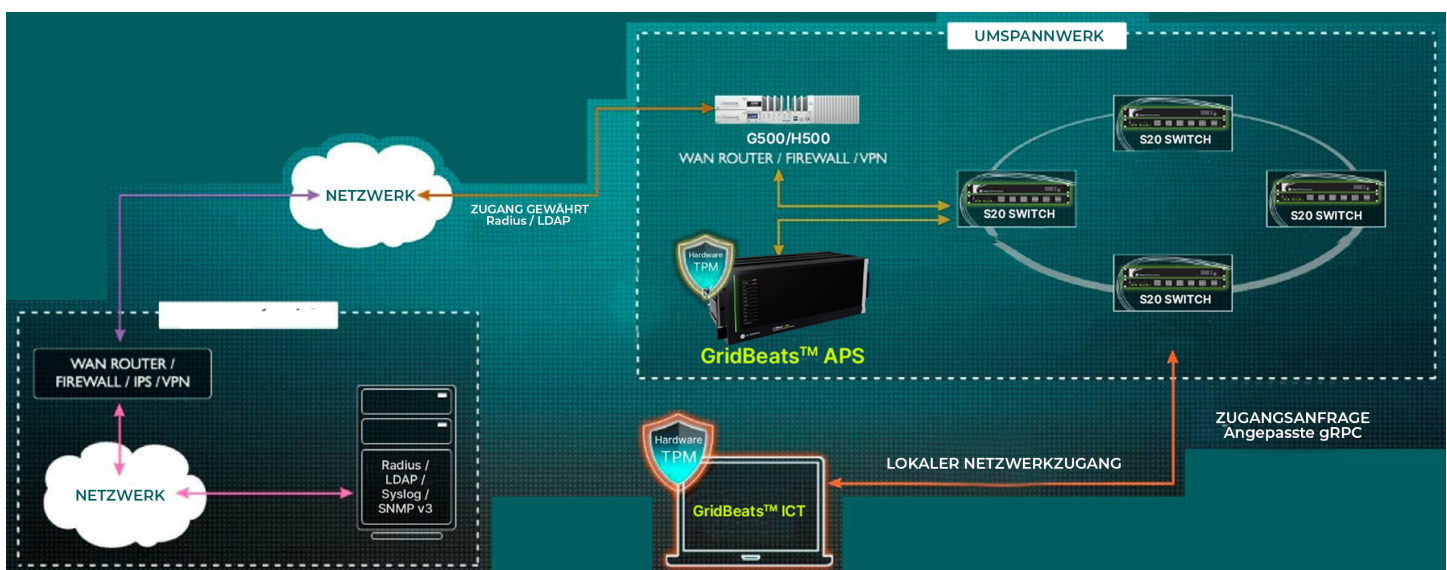 UMSPANNWERK
G500/H500
WAN ROUTER / FIREWALL / VPN
S20 SWITCH
S20 SWITCH
S20 SWITCH
S20 SWITCH
NETZWERK
ZUGANG GEWÄHRT
Radius / LDAP
Hardware
TPM
GridBeats™ APS
WAN ROUTER /
FIREWALL / IPS / VPN
NETZWERK
Radius /
LDAP /
Syslog /
SNMP v3
Hardware
TPM
GridBeats™ ICT
LOKALER NETZWERKZUGANG
ZUGANGSANFRAGE
Angepasste gRPC